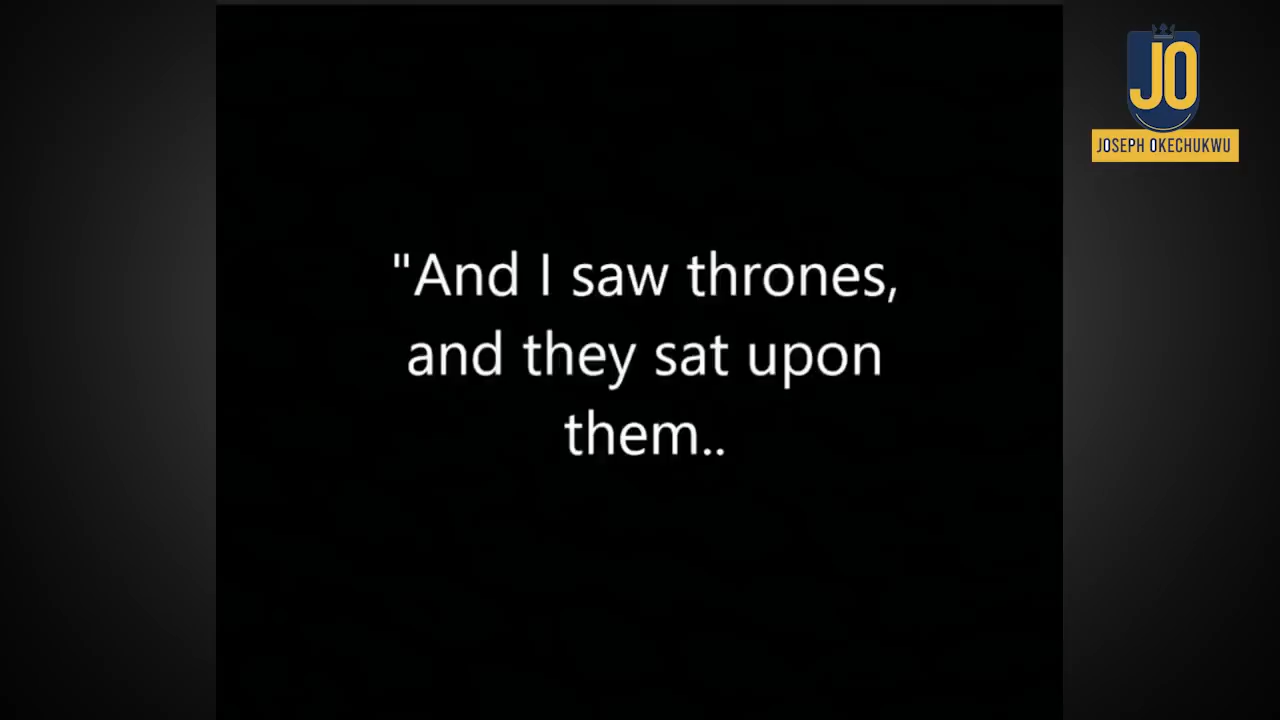 JO
JOSEPH OKECHUKWU
"And I saw thrones,
and they sat upon
them..